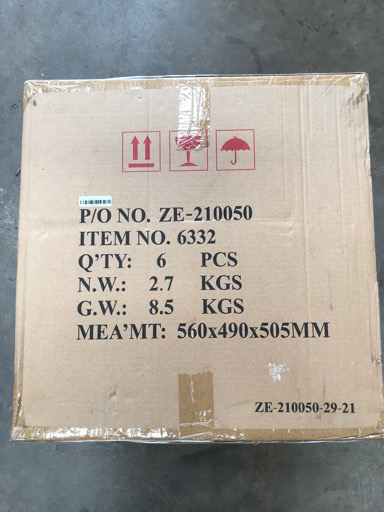 P/O NO. ZE-210050
ITEM NO. 6332
Q'TY: 6 PCS
N.W.: 2.7 KGS
G.W.: 8.5 KGS
MEA'MT: 560x490x505MM
ZE-210050-29-21